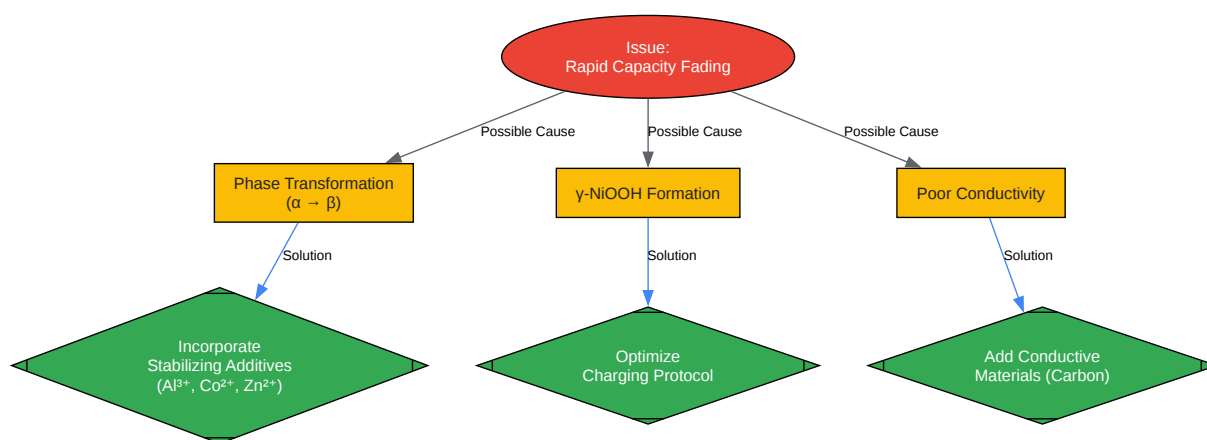 Issue:
Rapid Capacity Fading
Possible Cause
Possible Cause
Possible Cause
Phase Transformation
(α → β)
γ-NiOOH Formation
Poor Conductivity
Solution
Solution
Solution
Incorporate
Stabilizing Additives
(Al³⁺, Co²⁺, Zn²⁺)
Optimize
Charging Protocol
Add Conductive
Materials (Carbon)